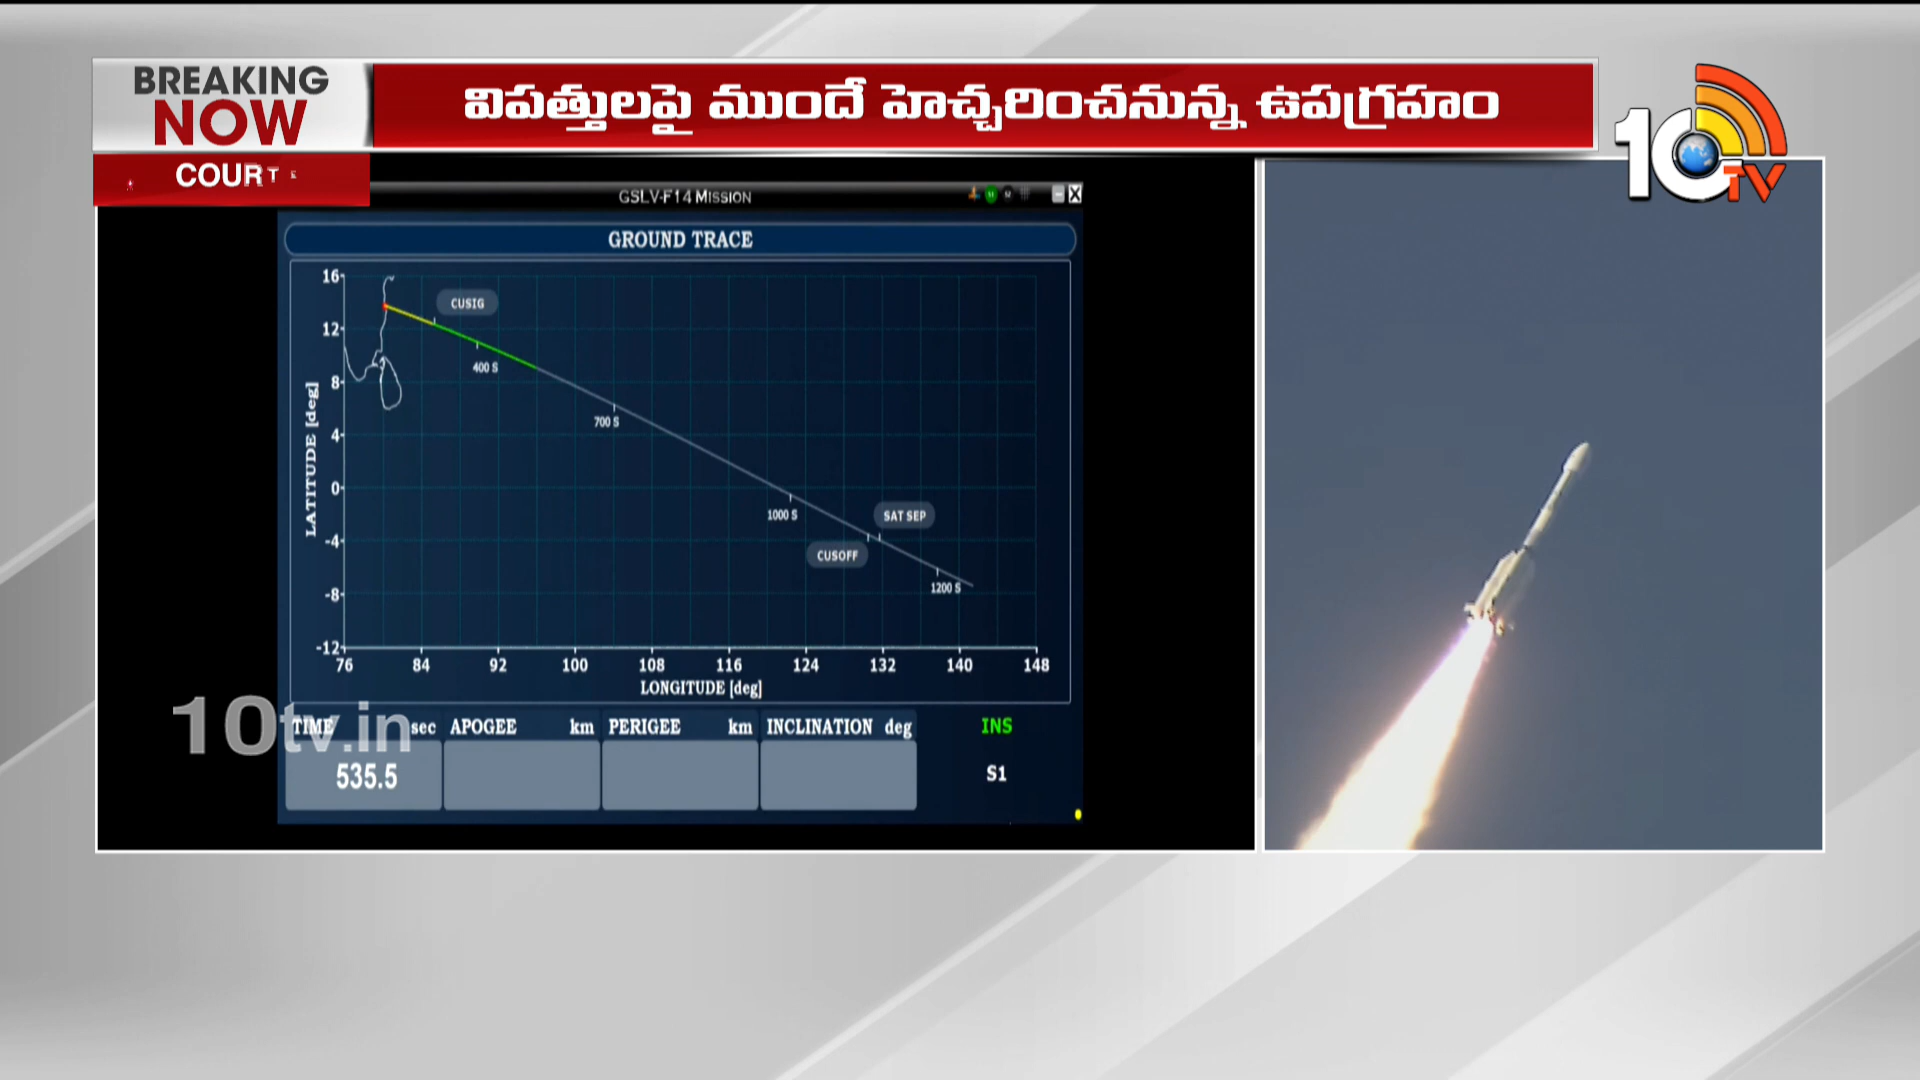 BREAKING
NOW
విపత్తులపై ముందే హెచ్చరించనున్న ఉపగ్రహం
10TV
COURT
GSLV-F14 MISSION
GROUND TRACE
16
12
8
4
0
-4
-8
-12
LATITUDE [deg]
CUSIG
400 S
700 S
1000 S
SAT SEP
CUSOFF
1200 S
76 84 92 100 108 116 124 132 140 148
LONGITUDE [deg]
10tv.in
TIME sec APOGEE km PERIGEE km INCLINATION deg INS
535.5 S1